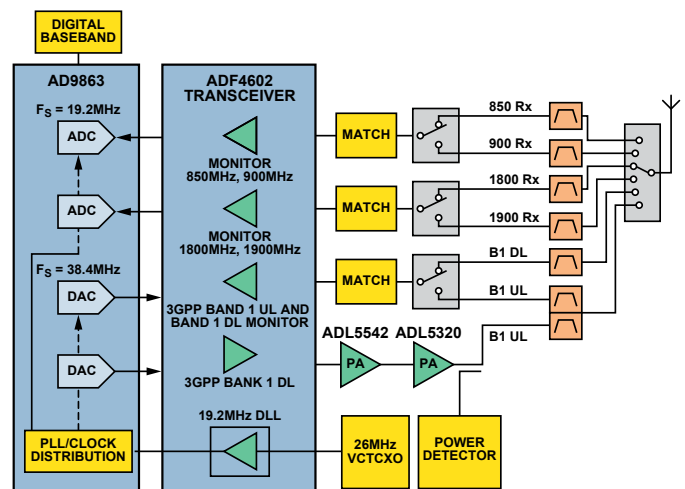 DIGITAL
BASEBAND
AD9863
ADF4602
TRANSCEIVER
FS = 19.2MHz
ADC
MONITOR
850MHz, 900MHz
MATCH
850 Rx
900 Rx
ADC
MONITOR
1800MHz, 1900MHz
MATCH
1800 Rx
1900 Rx
FS = 38.4MHz
DAC
3GPP BAND 1 UL AND
BAND 1 DL MONITOR
MATCH
B1 DL
B1 UL
DAC
3GPP BANK 1 DL
ADL5542
ADL5320
PA
PA
B1 UL
PLL/CLOCK
DISTRIBUTION
19.2MHz DLL
26MHz
VCTCXO
POWER
DETECTOR